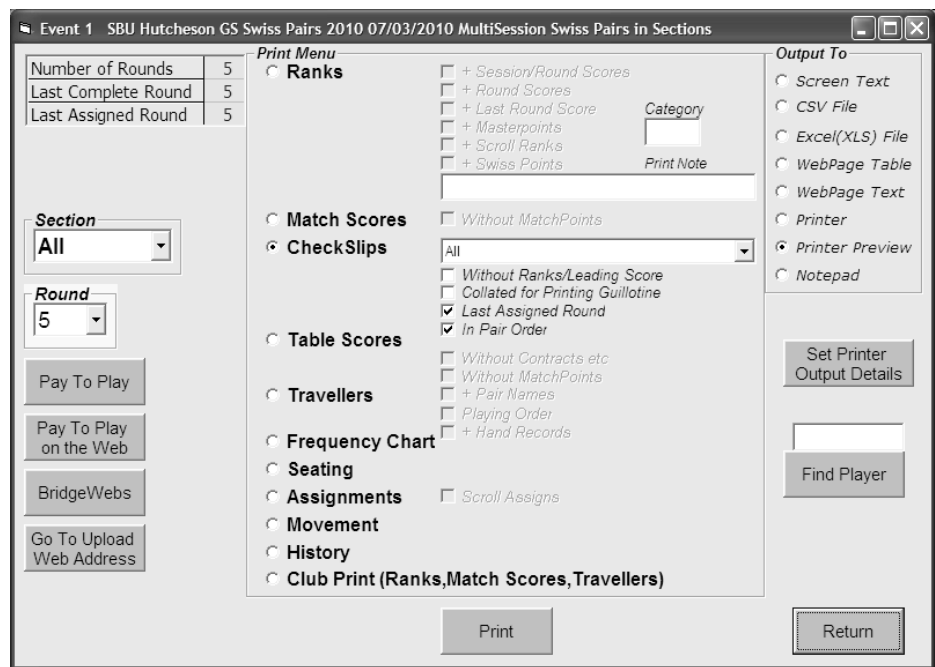 Event 1 SBU Hutcheson GS Swiss Pairs 2010 07/03/2010 MultiSession Swiss Pairs in Sections
Number of Rounds 5
Last Complete Round 5
Last Assigned Round 5
Section
All
Round
5
Pay To Play
Pay To Play
on the Web
BridgeWebs
Go To Upload
Web Address
Print Menu
Ranks
+ Session/Round Scores
+ Round Scores
+ Last Round Score
+ Masterpoints
+ Scroll Ranks
+ Swiss Points
Category
Print Note
Match Scores
Without MatchPoints
CheckSlips
All
Without Ranks/Leading Score
Collated for Printing Guillotine
Last Assigned Round
In Pair Order
Table Scores
Without Contracts etc
Without MatchPoints
Travellers
+ Pair Names
Playing Order
+ Hand Records
Frequency Chart
Seating
Assignments
Scroll Assigns
Movement
History
Club Print (Ranks,Match Scores,Travellers)
Print
Output To
Screen Text
CSV File
Excel(XLS) File
WebPage Table
WebPage Text
Printer
Printer Preview
Notepad
Set Printer
Output Details
Find Player
Return